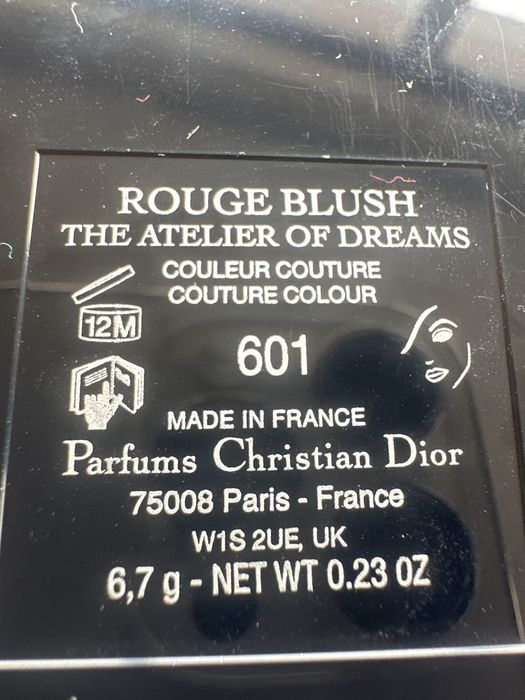 ROUGE BLUSH
THE ATELIER OF DREAMS
COULEUR COUTURE
COUTURE COLOUR
12M
601
MADE IN FRANCE
Parfums Christian Dior
75008 Paris - France
W1S 2UE, UK
6,7 g - NET WT 0.23 OZ